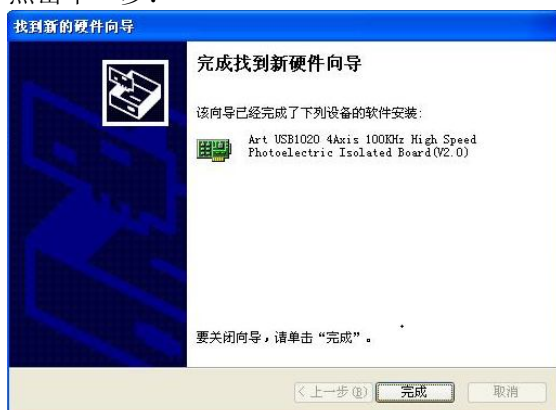 找到新的硬件向导
完成找到新硬件向导
该向导已经完成了下列设备的软件安装:
Art USB1020 4Axis 100KHz High Speed
Photoelectric Isolated Board(V2.0)
要关闭向导，请单击“完成”。
< 上一步(B)
完成
取消